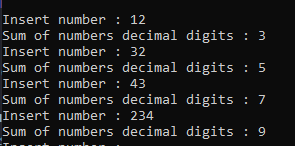 Insert number : 12
Sum of numbers decimal digits : 3
Insert number : 32
Sum of numbers decimal digits : 5
Insert number : 43
Sum of numbers decimal digits : 7
Insert number : 234
Sum of numbers decimal digits : 9
Insert number :